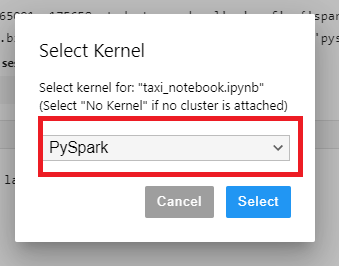 Select Kernel
Select kernel for: "taxi_notebook.ipynb"
(Select "No Kernel" if no cluster is attached)
PySpark
Cancel
Select